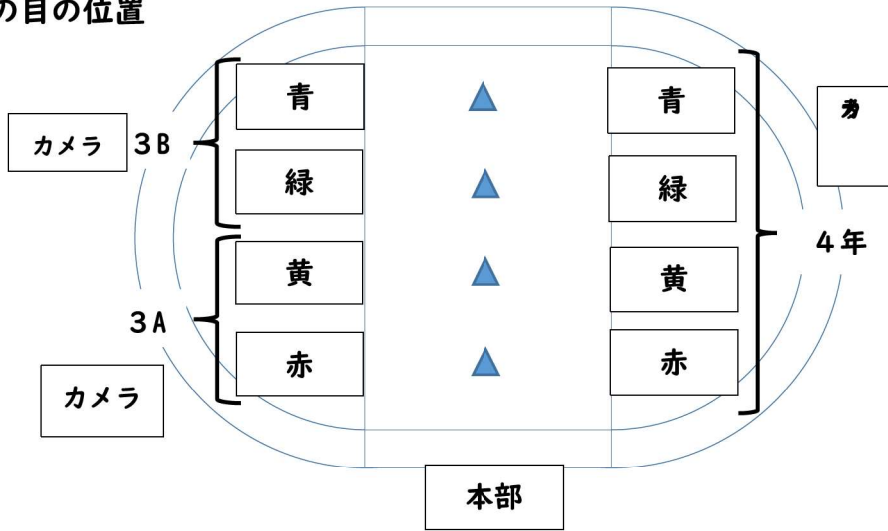 の目の位置
青
青
カメラ
3B
緑
緑
4年
黄
黄
3A
赤
赤
カメラ
本部